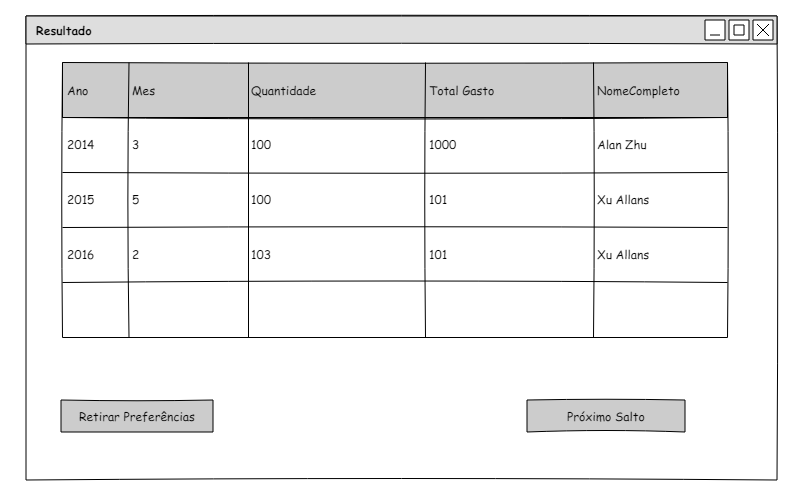 Resultado
Ano Mes Quantidade Total Gasto NomeCompleto
2014 3 100 1000 Alan Zhu
2015 5 100 101 Xu Allans
2016 2 103 101 Xu Allans
Retirar Preferências Próximo Salto